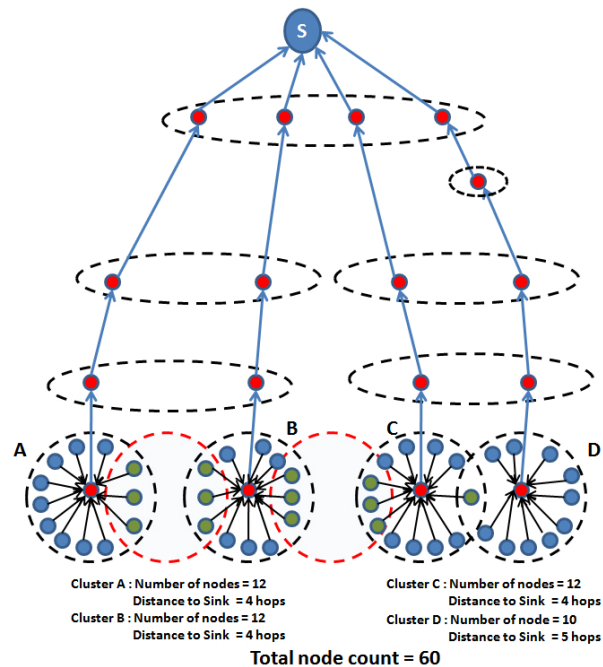 S
A
B
C
D
Cluster A : Number of nodes = 12
Distance to Sink = 4 hops
Cluster B : Number of nodes = 12
Distance to Sink = 4 hops
Cluster C : Number of nodes = 12
Distance to Sink = 4 hops
Cluster D : Number of node = 10
Distance to Sink = 5 hops
Total node count = 60